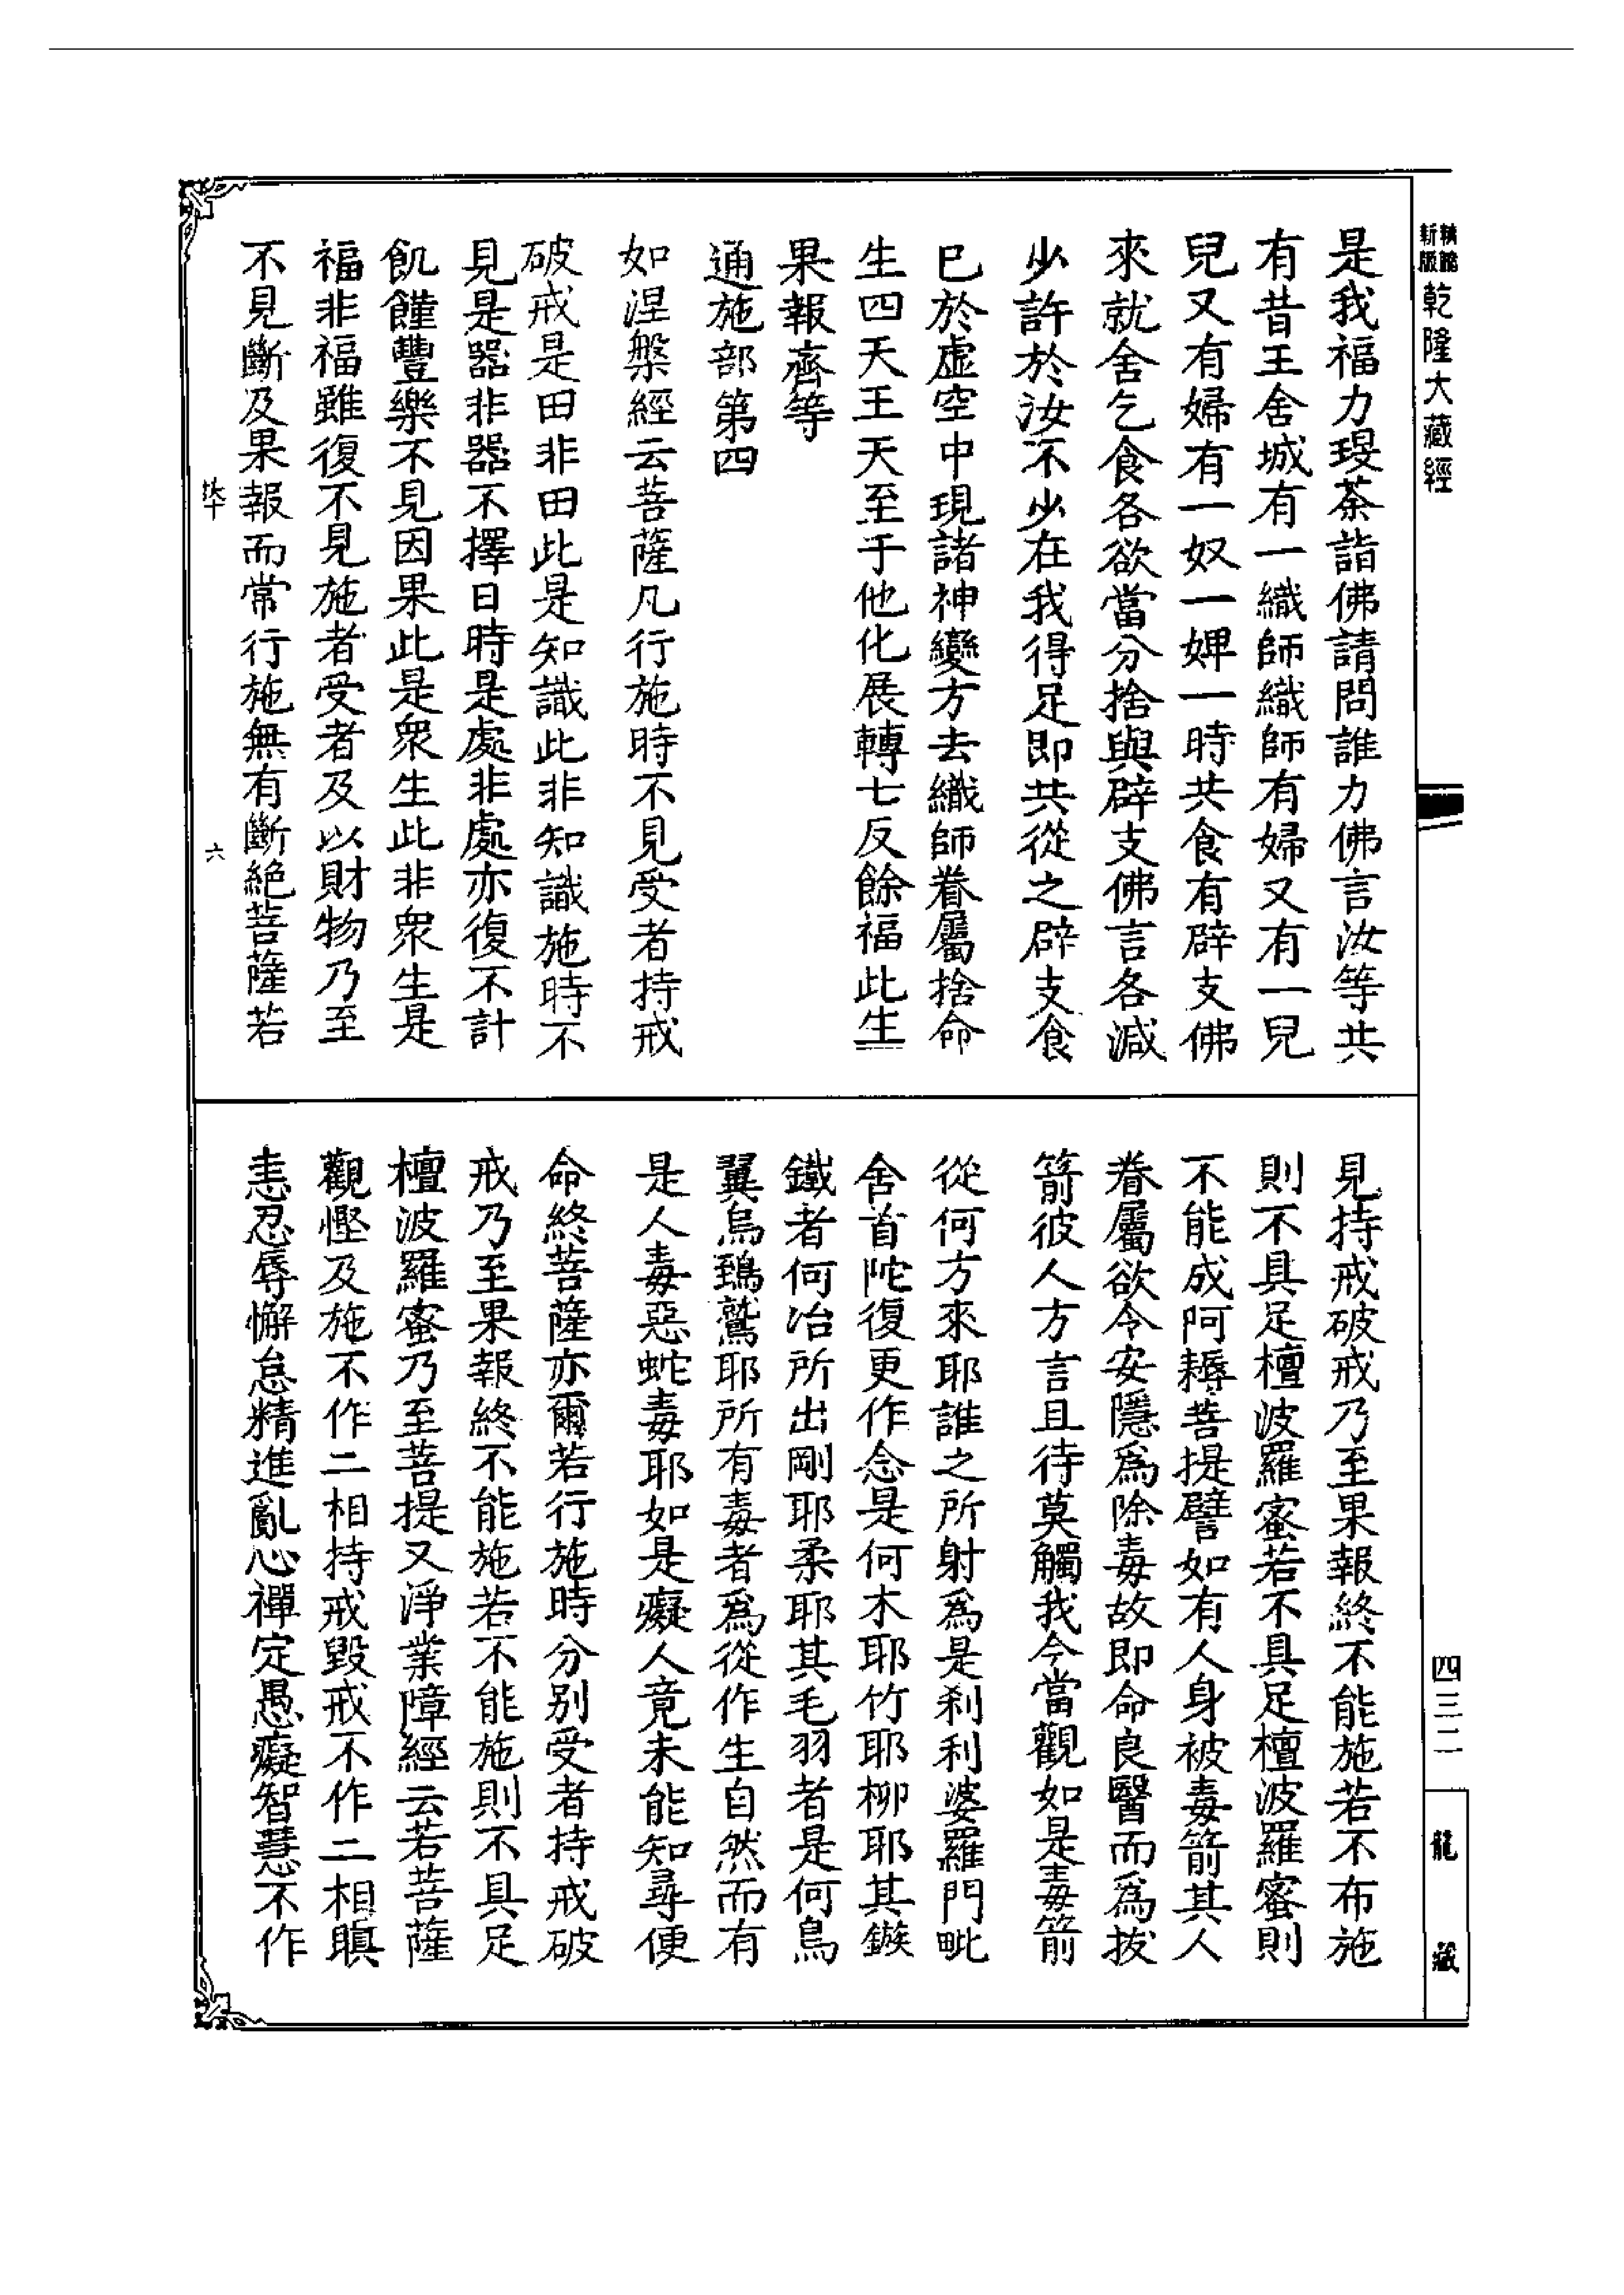 新版
精縮
乾隆大藏經
是我福力瑕荼詣佛請問誰力佛言汝等共
有昔王舍城有一織師織師有婦又有一兒
兒又有婦有一奴一婢一時共食有辟支佛
來就舍乞食各欲當分捨與辟支佛言各減
少許於汝不少在我得足即共從之辟支食
已於虛空中現諸神變方去織師眷屬捨命
生四天王天至于他化展轉七反餘福此生
果報齊等
通施部第四
如涅槃經云菩薩凡行施時不見受者持戒
破戒是田非田此是知識此非知識施時不
見是器非器不擇日時是處非處亦復不計
飢饉豐樂不見因果此是眾生此非眾生是
福非福雖復不見施者受者及以財物乃至
不見斷及果報而常行施無有斷絕菩薩若
六
見持戒破戒乃至果報終不能施若不布施
則不具足檀波羅蜜若不具足檀波羅蜜則
不能成阿耨菩提譬如有人身被毒箭其人
眷屬欲令安隱為除毒故即命良醫而為拔
箭彼人方言且待莫觸我今當觀如是毒箭
從何方來耶誰之所射為是剎利婆羅門毗
舍首陀復更作念是何木耶竹耶柳耶其鏃
鐵者何冶所出剛耶柔耶其毛羽者是何鳥
翼烏鵄鷲耶所有毒者為從作生自然而有
是人毒惡蛇毒耶如是癡人竟未能知尋便
命終菩薩亦爾若行施時分別受者持戒破
戒乃至果報終不能施若不能施則不具足
檀波羅蜜乃至菩提又淨業障經云若菩薩
觀慳及施不作二相持戒毀戒不作二相瞋
恚忍辱懈怠精進亂心禪定愚癡智慧不作
四三二
龍藏